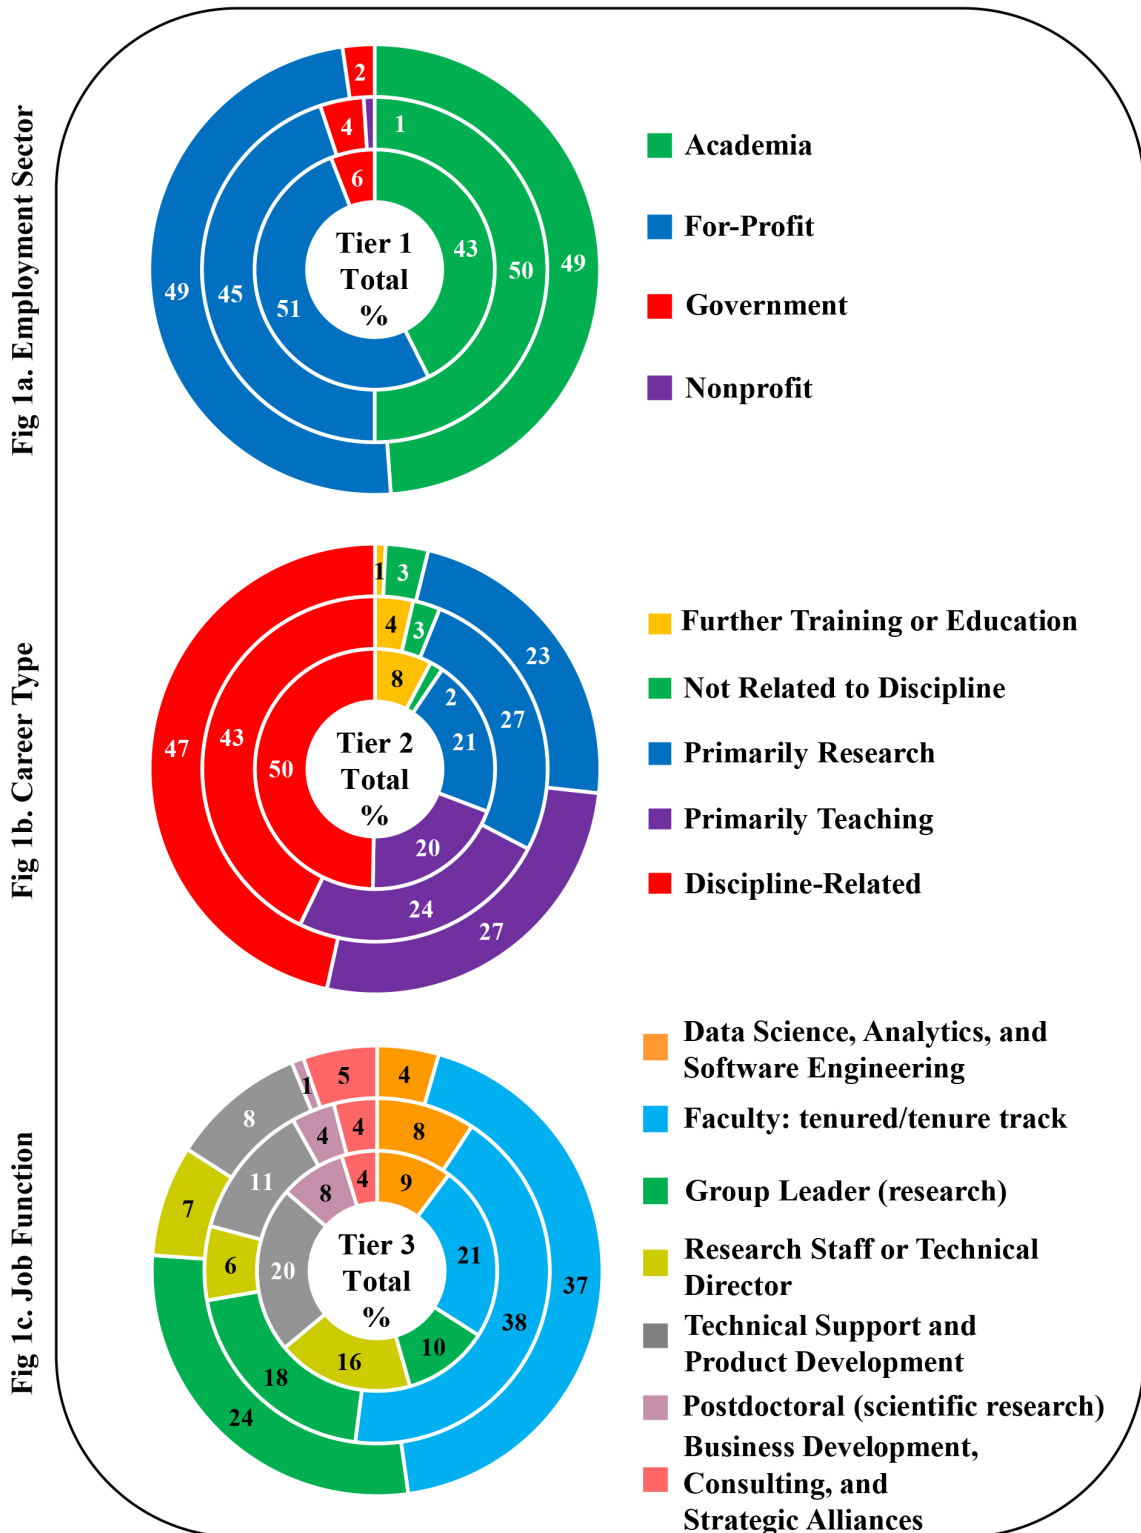 Fig 1a. Employment Sector
2
4
1
6
43
50
49
49
45
51
Tier 1
Total
%
Academia
For-Profit
Government
Nonprofit
Fig 1b. Career Type
1
3
4
3
8
2
23
27
21
47
43
50
20
24
27
Tier 2
Total
%
Further Training or Education
Not Related to Discipline
Primarily Research
Primarily Teaching
Discipline-Related
Fig 1c. Job Function
1
5
4
8
4
4
8
11
8
4
9
7
6
20
21
37
38
10
16
18
24
Tier 3
Total
%
Data Science, Analytics, and
Software Engineering
Faculty: tenured/tenure track
Group Leader (research)
Research Staff or Technical
Director
Technical Support and
Product Development
Postdoctoral (scientific research)
Business Development,
Consulting, and
Strategic Alliances